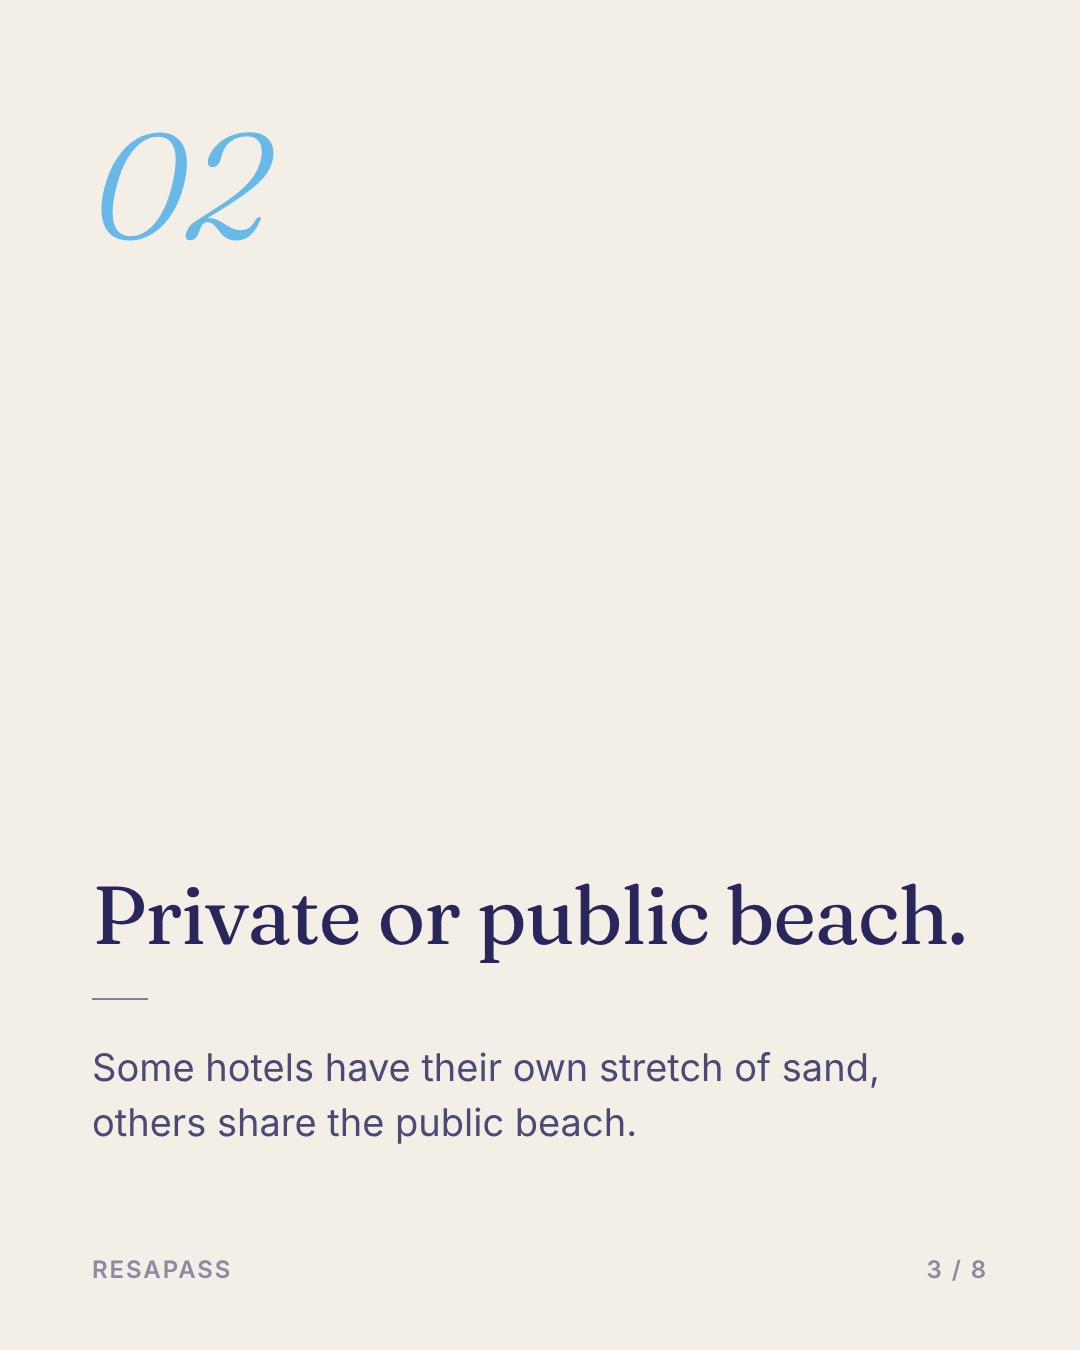 02
Private or public beach.
Some hotels have their own stretch of sand,
others share the public beach.
RESAPASS
3 / 8